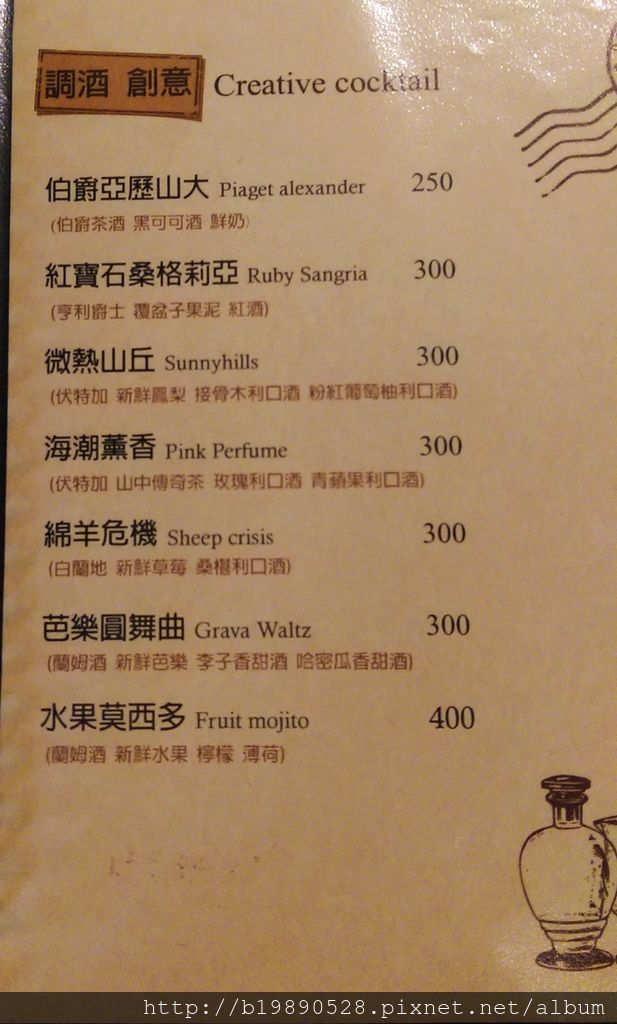 調酒 創意 Creative cocktail
伯爵亞歷山大 Piaget alexander 250
(伯爵茶酒 黑可可酒 鮮奶)
紅寶石桑格莉亞 Ruby Sangria 300
(亨利爵士 覆盆子果泥 紅酒)
微熱山丘 Sunnyhills 300
(伏特加 新鮮鳳梨 接骨木利口酒 粉紅葡萄柚利口酒)
海潮薰香 Pink Perfume 300
(伏特加 山中傳奇茶 玫瑰利口酒 青蘋果利口酒)
綿羊危機 Sheep crisis 300
(白蘭地 新鮮草莓 桑椹利口酒)
芭樂圓舞曲 Grava Waltz 300
(蘭姆酒 新鮮芭樂 李子香甜酒 哈密瓜香甜酒)
水果莫西多 Fruit mojito 400
(蘭姆酒 新鮮水果 檸檬 薄荷)
http://b19890528.pixnet.net/album